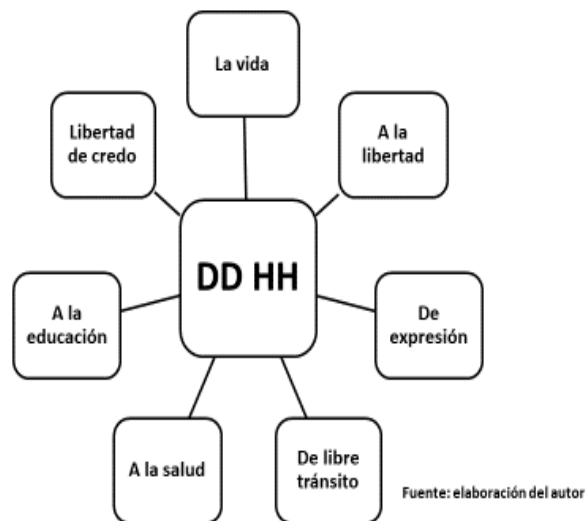 La vida
A la
libertad
De
expresión
De libre
tránsito
A la salud
A la
educación
Libertad
de credo
DD HH
Fuente: elaboración del autor